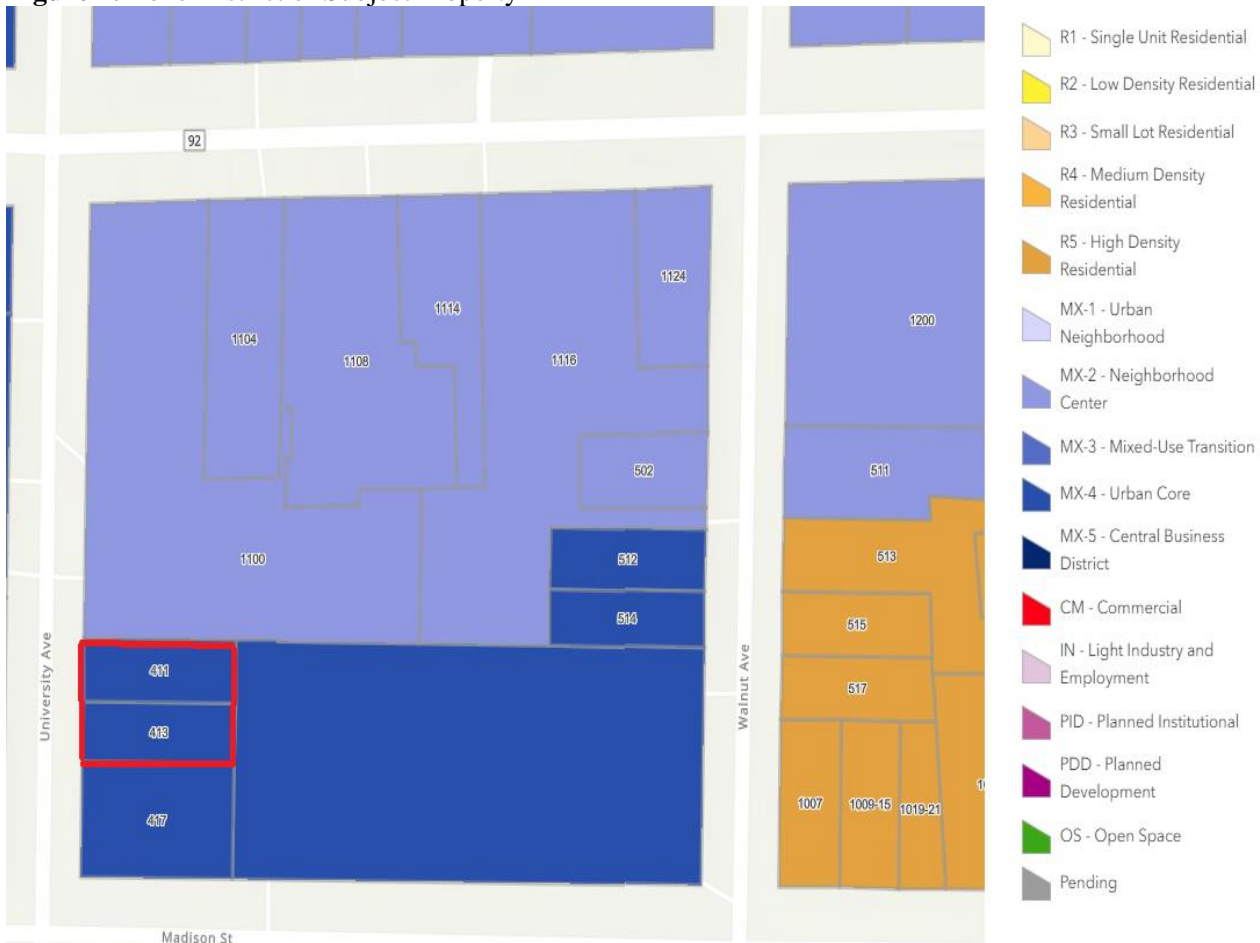 92
1124
1114
1104
1108
1116
1200
502
511
1100
512
513
514
515
411
413
517
417
1007
1009-15
1019-21
University Ave
Walnut Ave
Madison St
R1 - Single Unit Residential
R2 - Low Density Residential
R3 - Small Lot Residential
R4 - Medium Density
Residential
R5 - High Density
Residential
MX-1 - Urban
Neighborhood
MX-2 - Neighborhood
Center
MX-3 - Mixed-Use Transition
MX-4 - Urban Core
MX-5 - Central Business
District
CM - Commercial
IN - Light Industry and
Employment
PID - Planned Institutional
PDD - Planned
Development
OS - Open Space
Pending